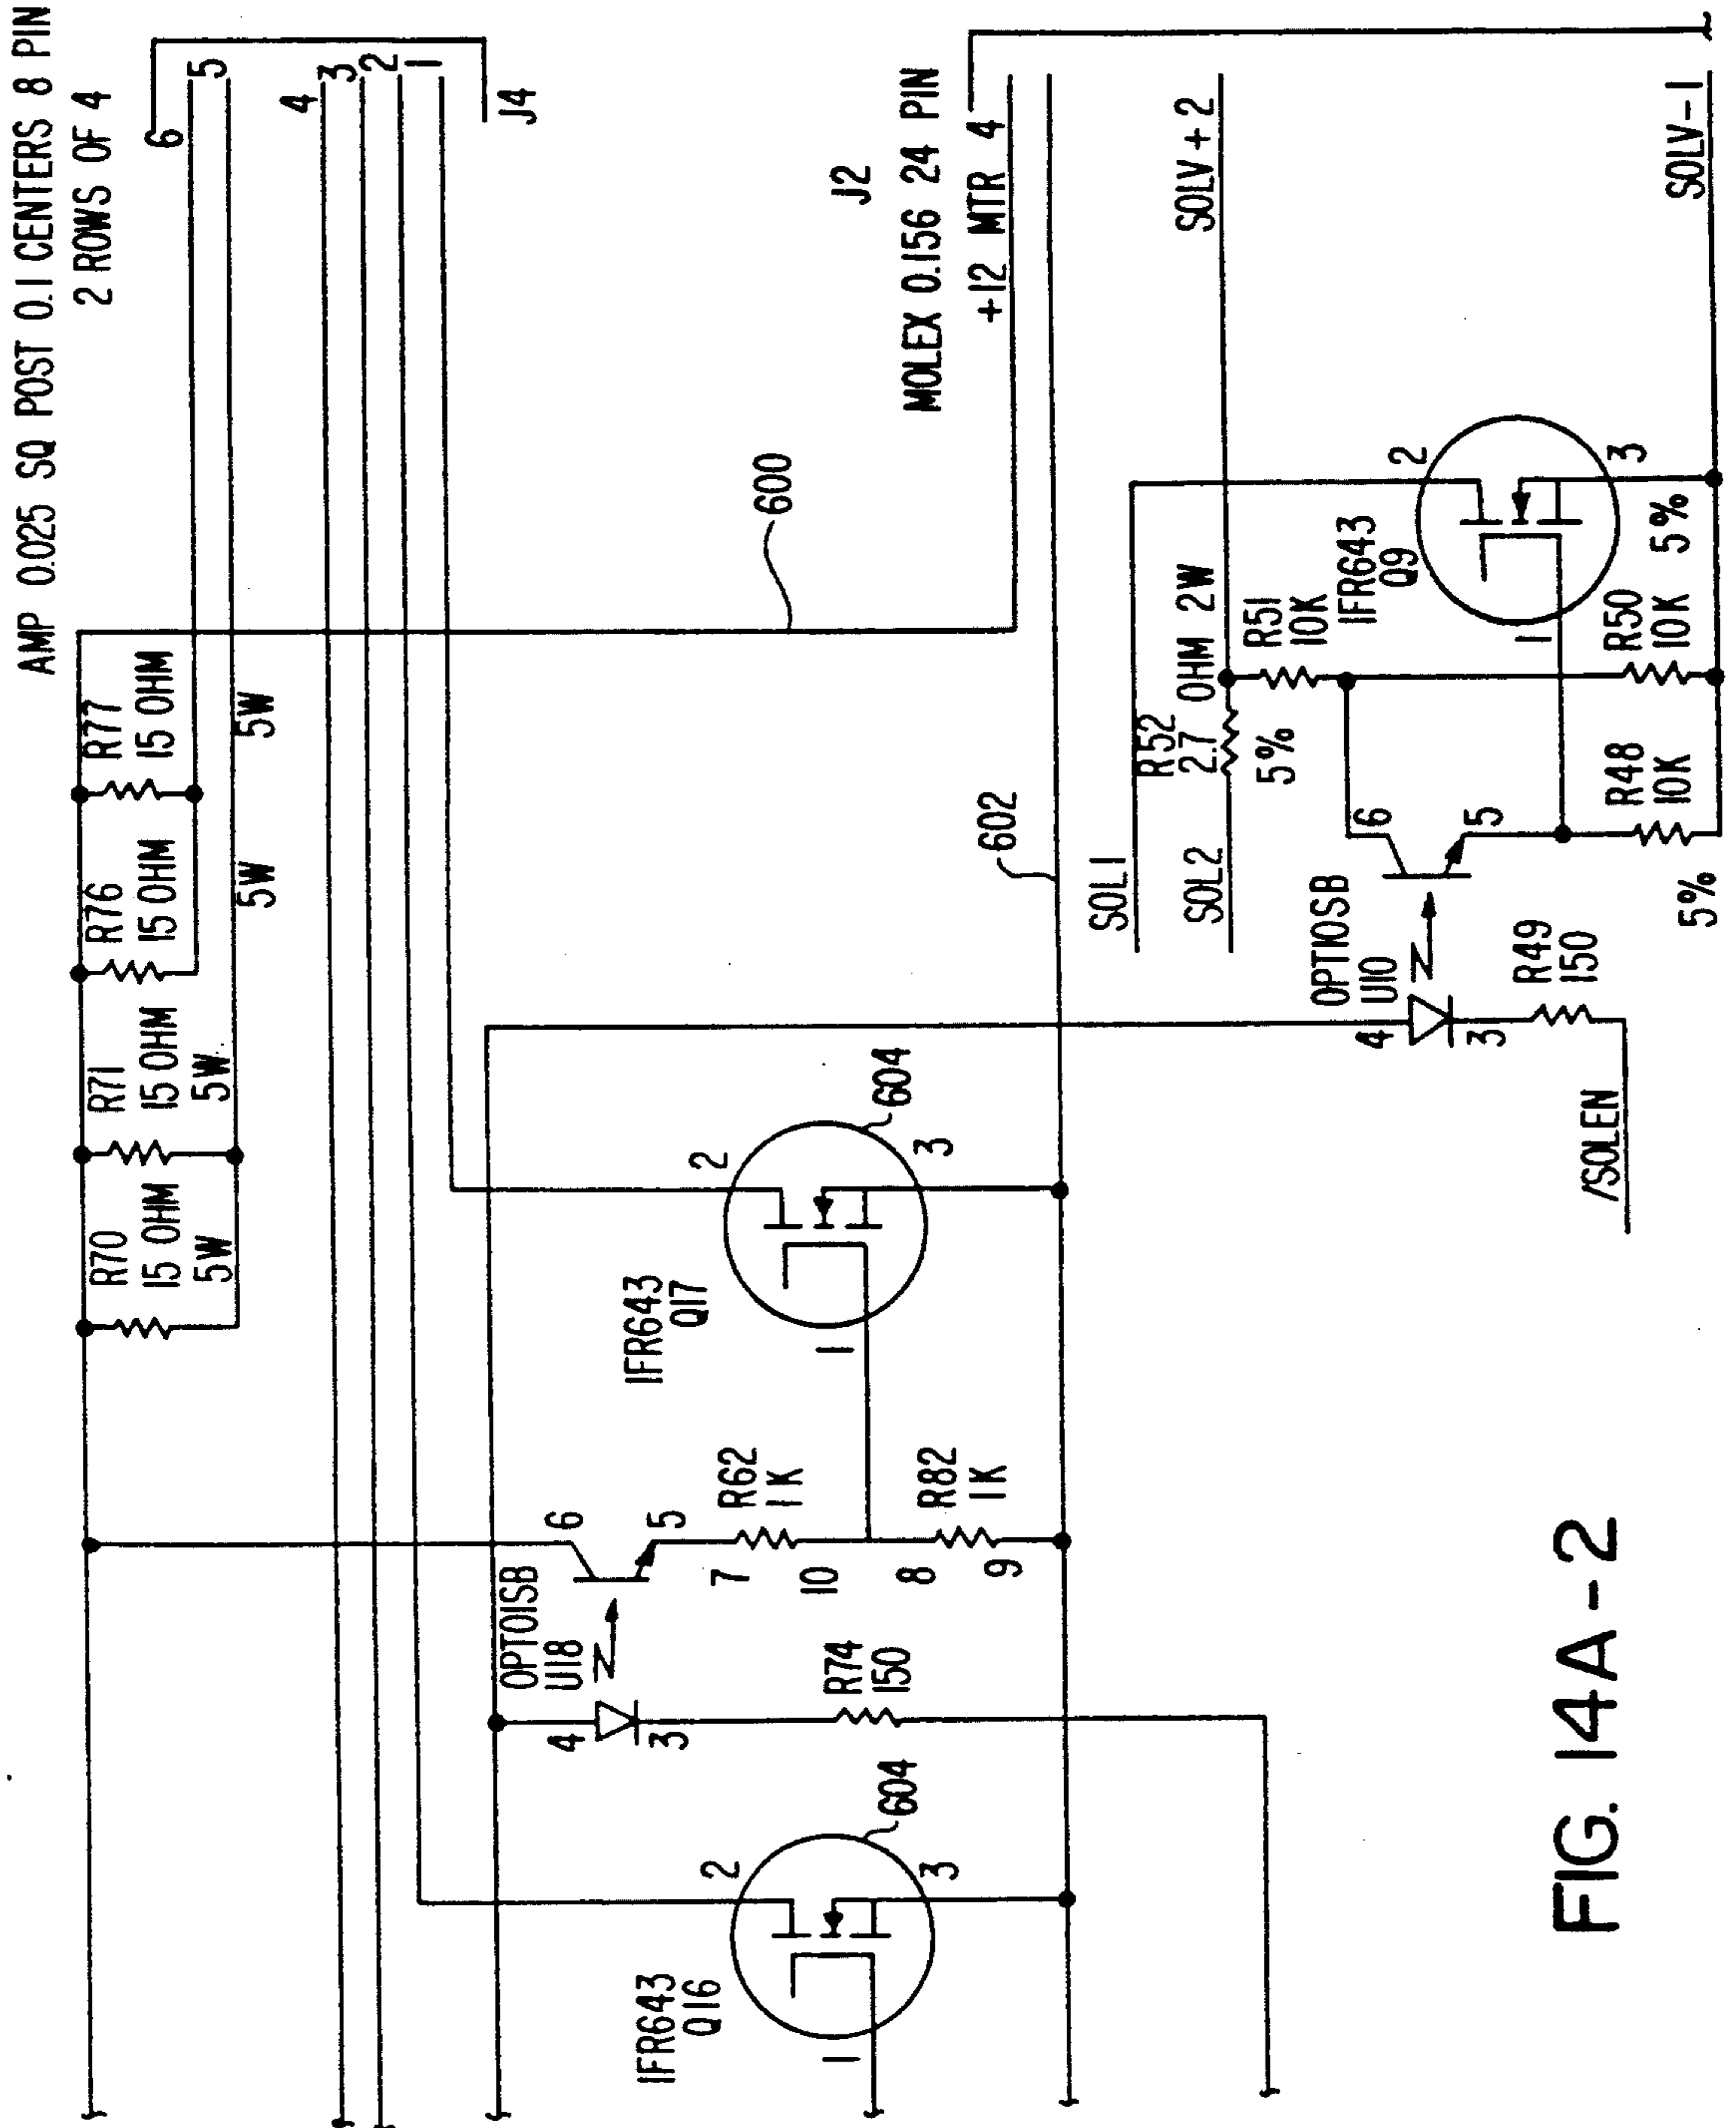 AMP 0.025 SQ POST 0.1 CENTERS 8 PIN
2 ROWS OF 4
6
5
4
3
2
1
J4
R70
15 OHM
5W
R71
15 OHM
5W
R76
15 OHM
5W
R77
15 OHM
5W
600
J2
MOLEX 0.156 24 PIN
+12 MTR 4
602
SOLV+2
SOLV-1
SOL1
SOL2
R52
2.7 OHM 2W
5%
R51
10K
IFR643
Q9
1
2
3
R50
10K
5%
R48
10K
5%
OPTIOSB
U10
4
3
6
5
R49
150
/SOLEN
IFR643
Q17
1
2
3
604
OPTOISB
U18
4
3
6
5
R62
1K
7
10
R82
1K
8
9
R74
150
IFR643
Q16
1
2
3
604
FIG. 14A-2